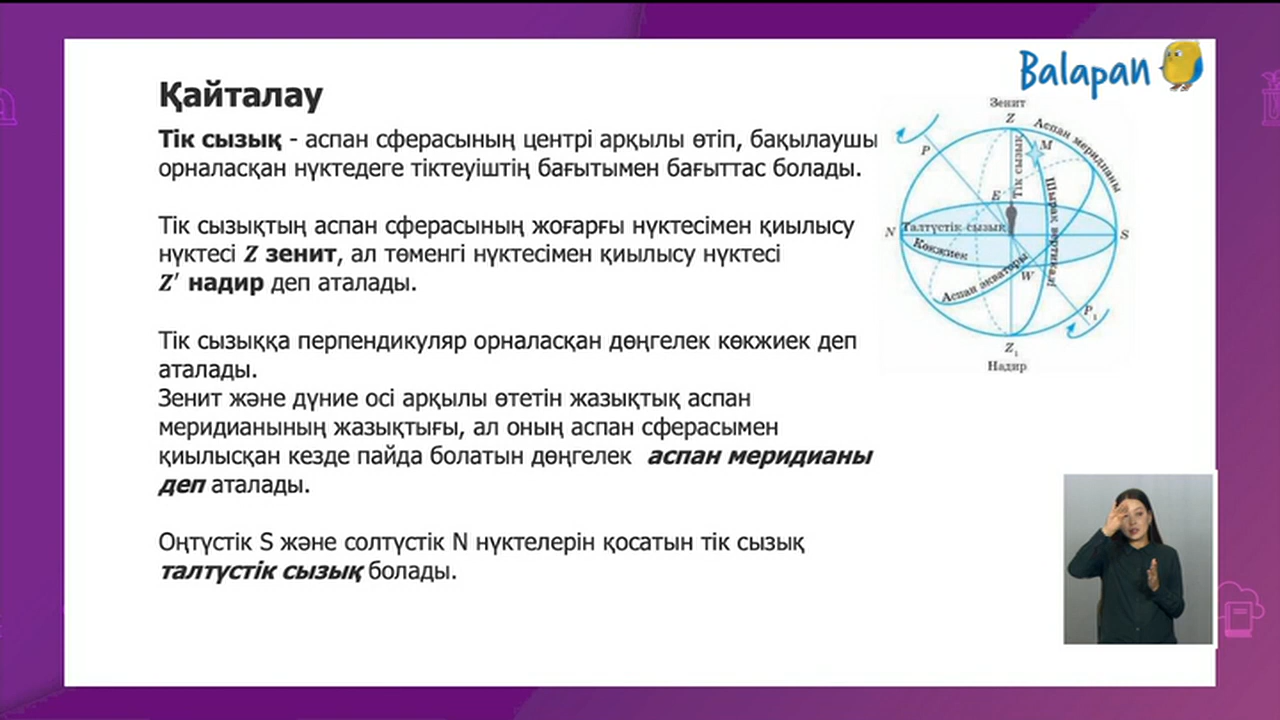 Balapan
Қайталау
Тік сызық - аспан сферасының центрі арқылы өтіп, бақылаушы
орналасқан нүктедеге тіктеуіштің бағытымен бағыттас болады.
Тік сызықтың аспан сферасының жоғарғы нүктесімен қиылысу
нүктесі Z зенит, ал төменгі нүктесімен қиылысу нүктесі
Z′ надир деп аталады.
Тік сызыққа перпендикуляр орналасқан дөңгелек көкжиек деп
аталады.
Зенит және дүние осі арқылы өтетін жазықтық аспан
меридианының жазықтығы, ал оның аспан сферасымен
қиылысқан кезде пайда болатын дөңгелек аспан меридианы
деп аталады.
Оңтүстік S және солтүстік N нүктелерін қосатын тік сызық
талтүстік сызық болады.
Зенит
Z
Аспан меридианы
P
M
Тік сызық
E
Шырақ вертикалі
N
Талтүстік сызық
S
Көкжиек
W
Аспан экваторы
P₁
Z₁
Надир